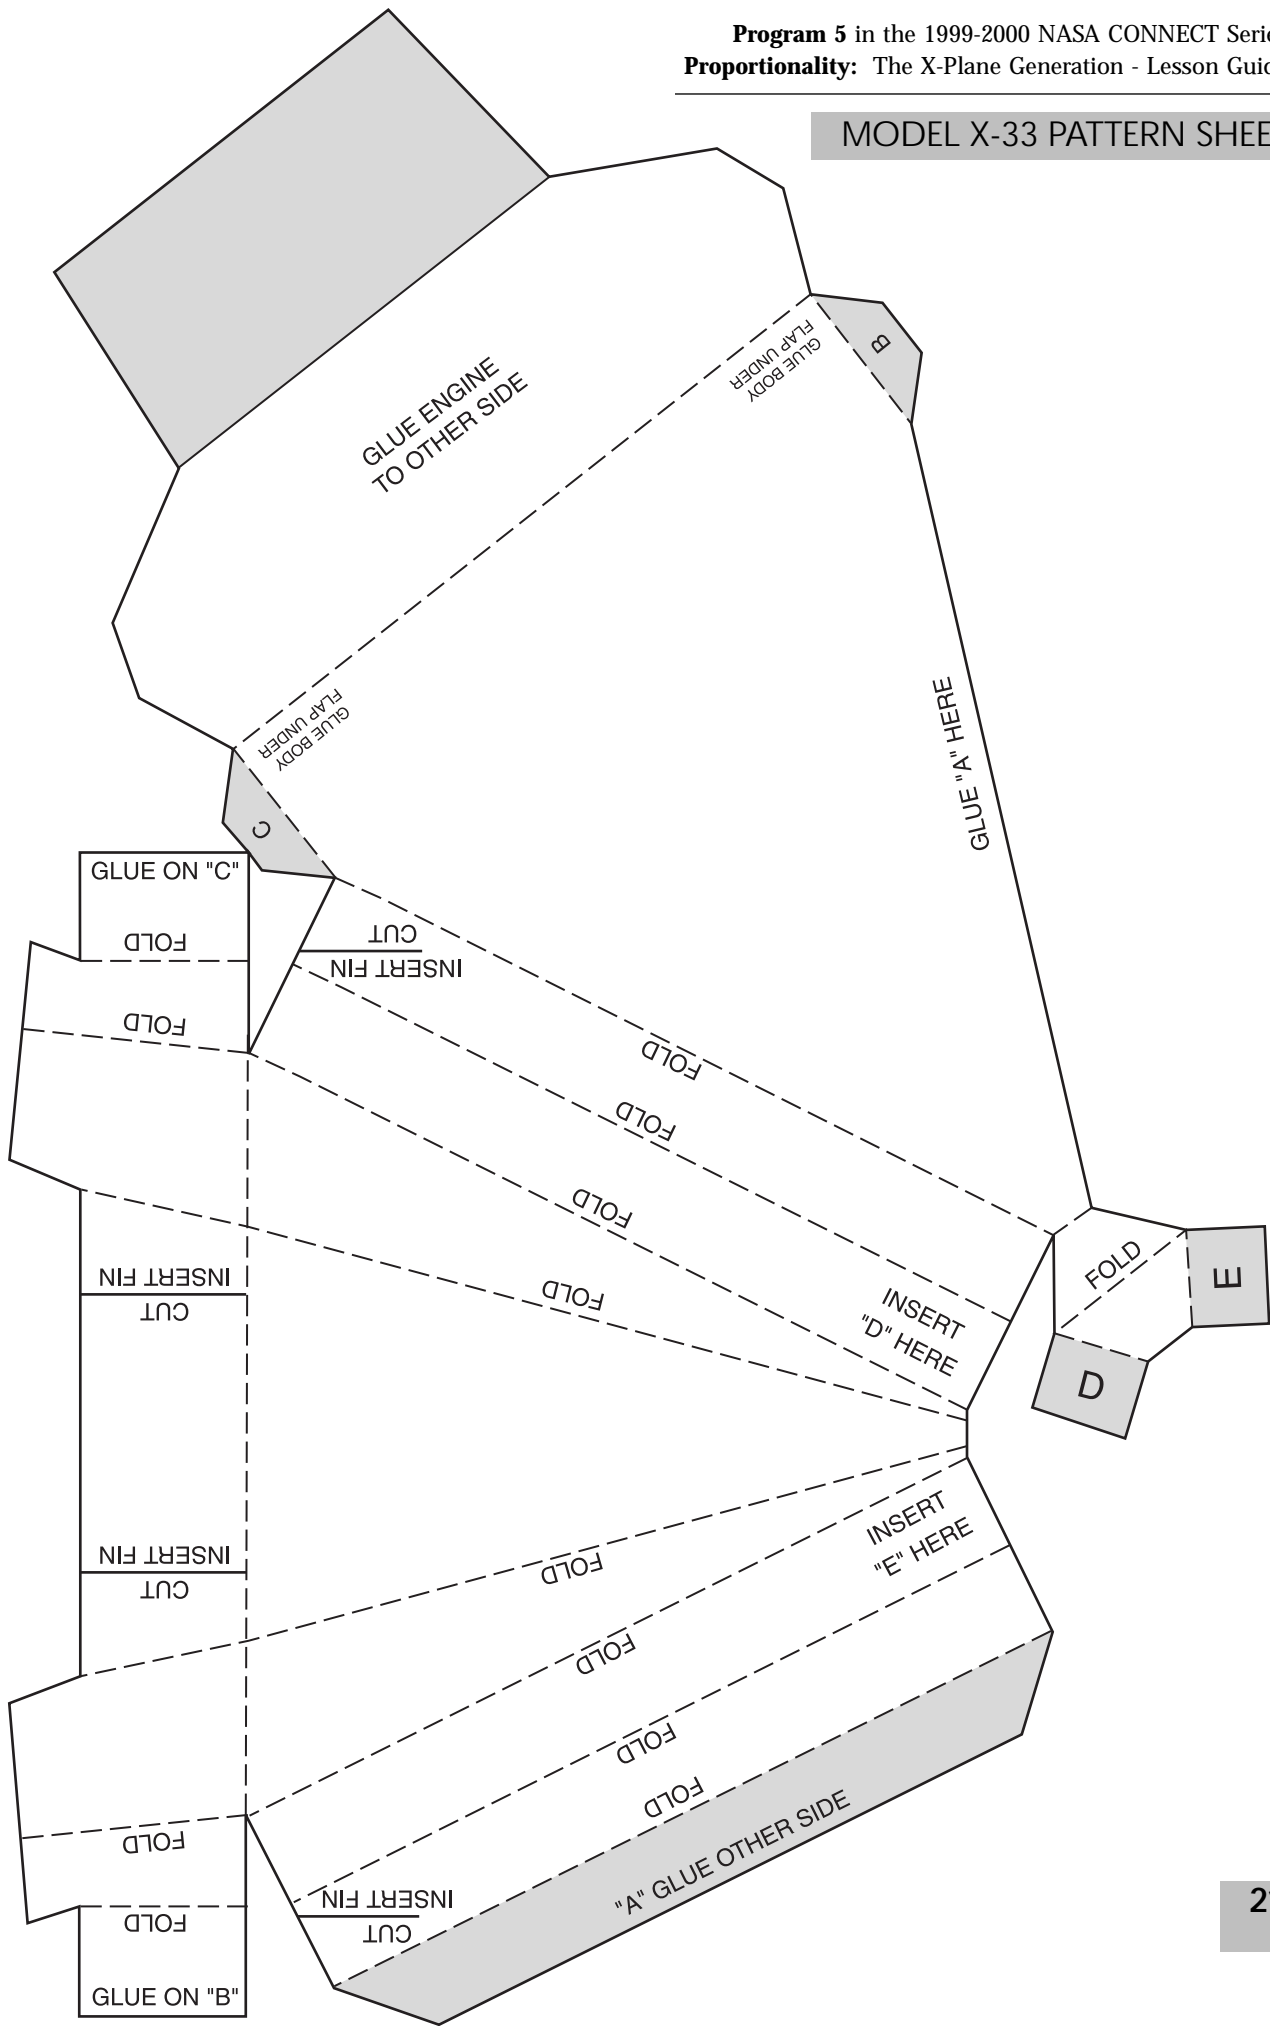 Program 5 in the 1999-2000 NASA CONNECT Serie
Proportionality: The X-Plane Generation - Lesson Guid
MODEL X-33 PATTERN SHEE
GLUE ENGINE
TO OTHER SIDE
GLUE BODY
FLAP UNDER
B
GLUE BODY
FLAP UNDER
C
GLUE "A" HERE
GLUE ON "C"
FOLD
FOLD
CUT
INSERT FIN
FOLD
FOLD
FOLD
FOLD
INSERT FIN
CUT
INSERT
"D" HERE
FOLD
E
D
INSERT
"E" HERE
INSERT FIN
CUT
FOLD
FOLD
FOLD
FOLD
"A" GLUE OTHER SIDE
FOLD
FOLD
INSERT FIN
CUT
GLUE ON "B"